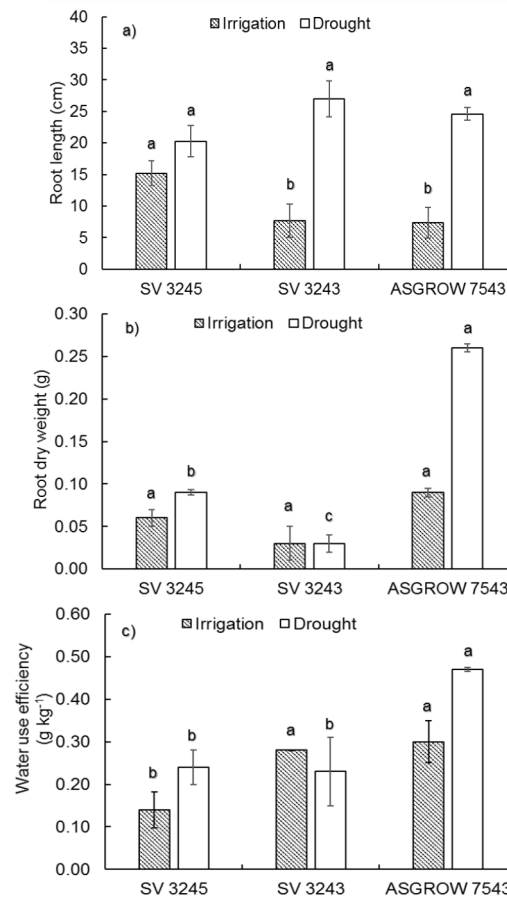 a)
Irrigation Drought
Root length (cm)
40
35
30
25
20
15
10
5
0
a
a
b
a
b
a
SV 3245 SV 3243 ASGROW 7543
b)
Irrigation Drought
Root dry weight (g)
0.30
0.25
0.20
0.15
0.10
0.05
0.00
a
b
a
c
a
a
SV 3245 SV 3243 ASGROW 7543
c)
Irrigation Drought
Water use efficiency
(g kg⁻¹)
0.60
0.50
0.40
0.30
0.20
0.10
0.00
b
b
a
b
a
a
SV 3245 SV 3243 ASGROW 7543